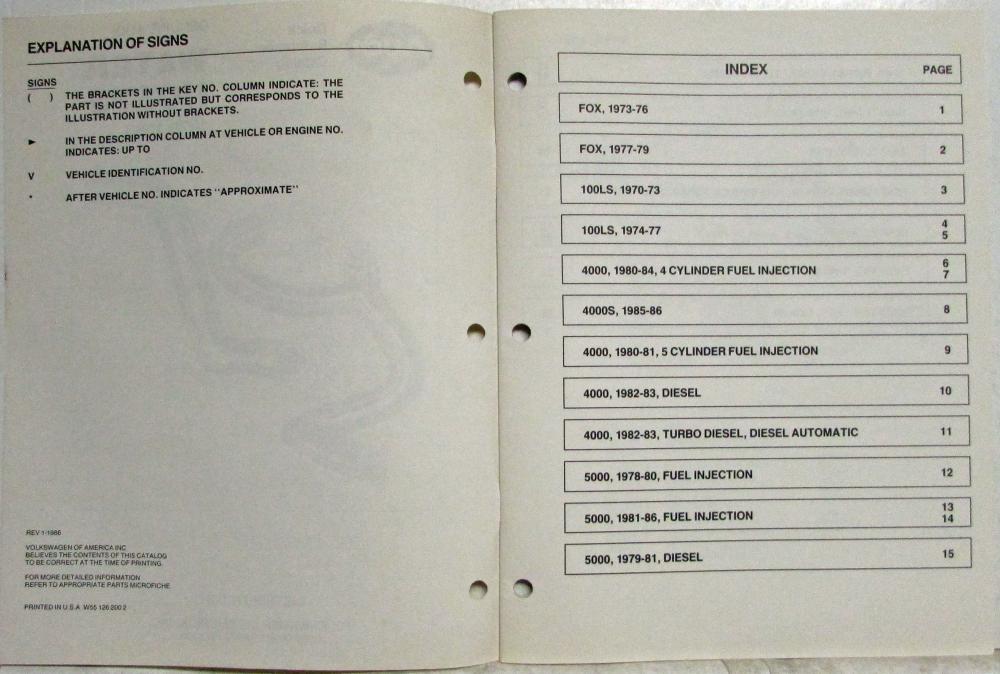 EXPLANATION OF SIGNS
SIGNS
( ) THE BRACKETS IN THE KEY NO. COLUMN INDICATE: THE
PART IS NOT ILLUSTRATED BUT CORRESPONDS TO THE
ILLUSTRATION WITHOUT BRACKETS.
► IN THE DESCRIPTION COLUMN AT VEHICLE OR ENGINE NO.
INDICATES: UP TO
V VEHICLE IDENTIFICATION NO.
* AFTER VEHICLE NO. INDICATES "APPROXIMATE"
REV 1-1986
VOLKSWAGEN OF AMERICA INC
BELIEVES THE CONTENTS OF THIS CATALOG
TO BE CORRECT AT THE TIME OF PRINTING.
FOR MORE DETAILED INFORMATION
REFER TO APPROPRIATE PARTS MICROFICHE
PRINTED IN U.S.A W55 126 200 2
INDEX PAGE
FOX, 1973-76 1
FOX, 1977-79 2
100LS, 1970-73 3
100LS, 1974-77 4
5
4000, 1980-84, 4 CYLINDER FUEL INJECTION 6
7
4000S, 1985-86 8
4000, 1980-81, 5 CYLINDER FUEL INJECTION 9
4000, 1982-83, DIESEL 10
4000, 1982-83, TURBO DIESEL, DIESEL AUTOMATIC 11
5000, 1978-80, FUEL INJECTION 12
5000, 1981-86, FUEL INJECTION 13
14
5000, 1979-81, DIESEL 15